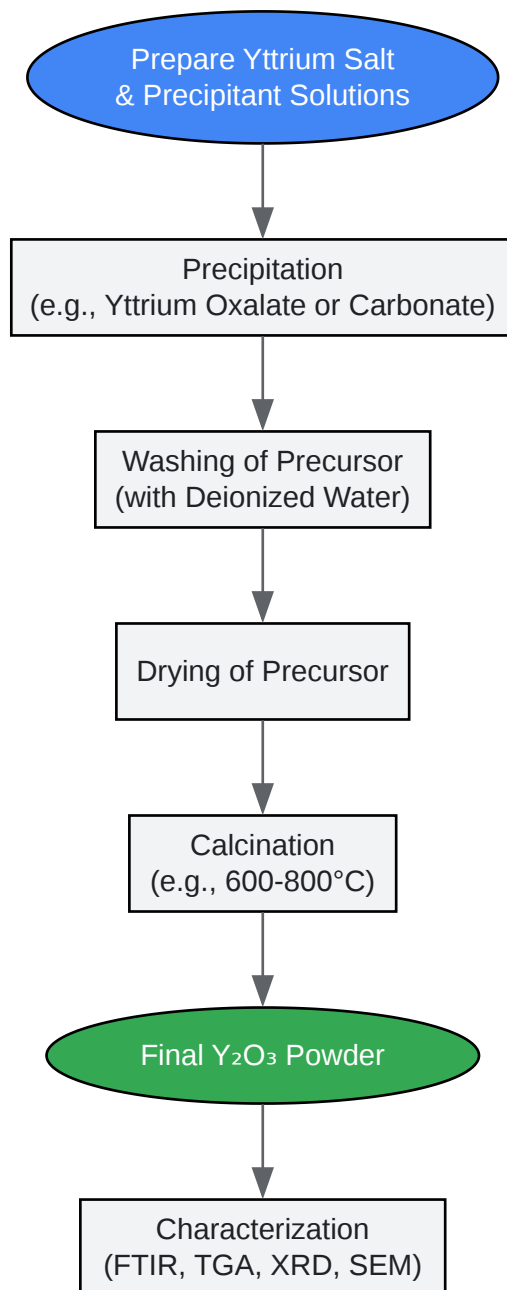 Prepare Yttrium Salt
& Precipitant Solutions
Precipitation
(e.g., Yttrium Oxalate or Carbonate)
Washing of Precursor
(with Deionized Water)
Drying of Precursor
Calcination
(e.g., 600-800°C)
Final Y₂O₃ Powder
Characterization
(FTIR, TGA, XRD, SEM)